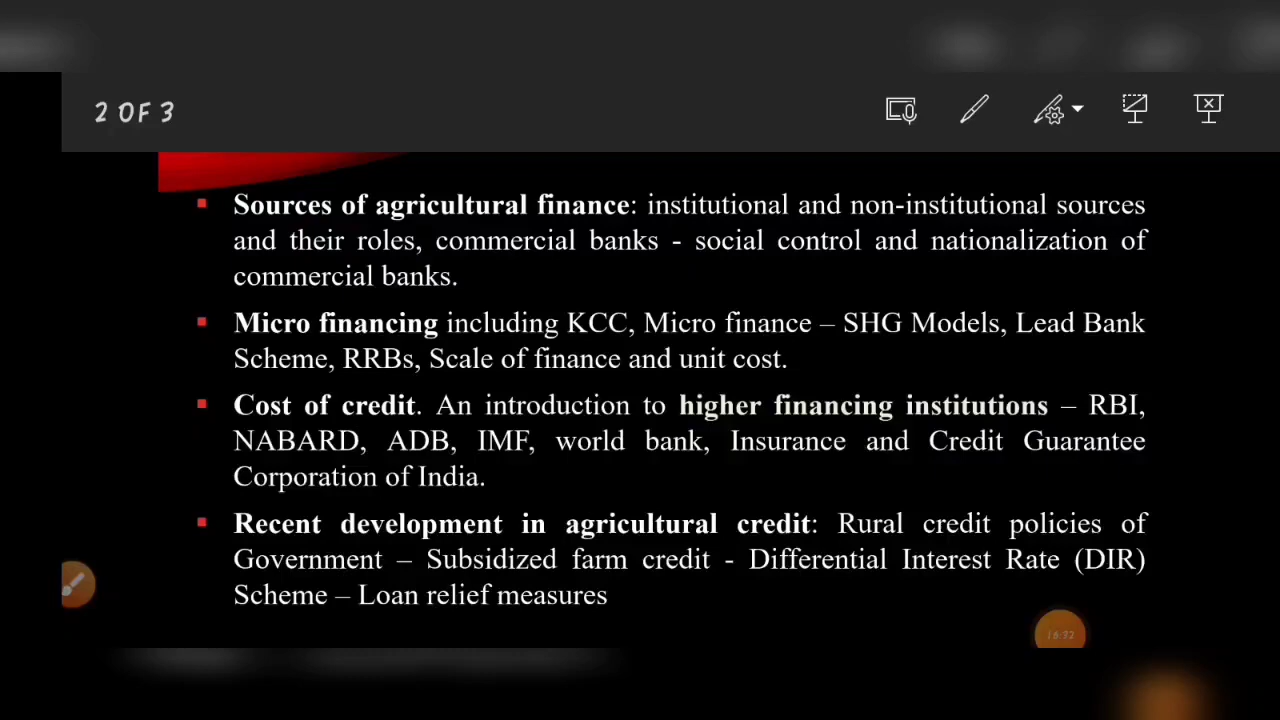 2 OF 3
Sources of agricultural finance: institutional and non-institutional sources
and their roles, commercial banks - social control and nationalization of
commercial banks.
Micro financing including KCC, Micro finance – SHG Models, Lead Bank
Scheme, RRBs, Scale of finance and unit cost.
Cost of credit. An introduction to higher financing institutions – RBI,
NABARD, ADB, IMF, world bank, Insurance and Credit Guarantee
Corporation of India.
Recent development in agricultural credit: Rural credit policies of
Government – Subsidized farm credit - Differential Interest Rate (DIR)
Scheme – Loan relief measures
16:32